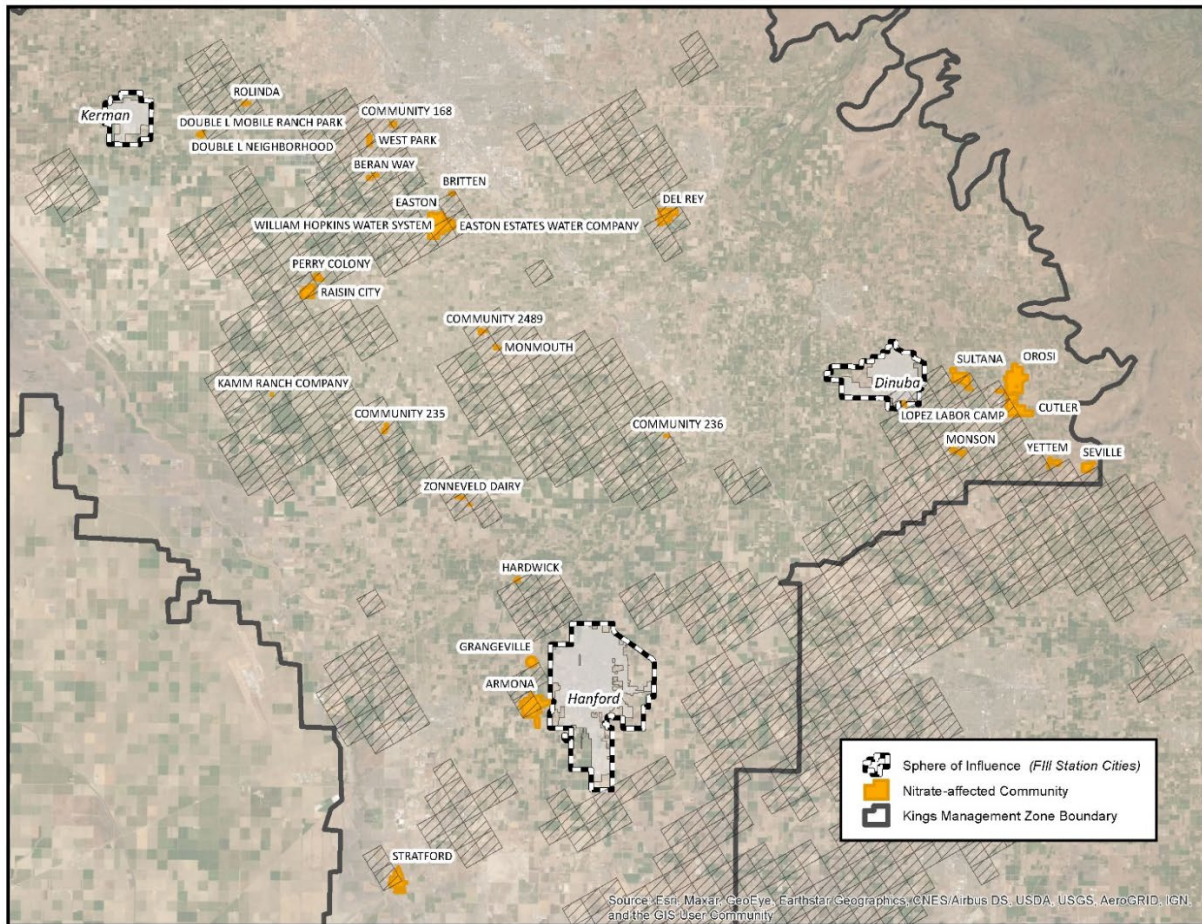 Kerman
ROLINDA
DOUBLE L MOBILE RANCH PARK
DOUBLE L NEIGHBORHOOD
COMMUNITY 168
WEST PARK
BERAN WAY
BRITTEN
EASTON
WILLIAM HOPKINS WATER SYSTEM
EASTON ESTATES WATER COMPANY
DEL REY
PERRY COLONY
RAISIN CITY
COMMUNITY 2489
MONMOUTH
KAMM RANCH COMPANY
COMMUNITY 235
COMMUNITY 236
ZONNEVELD DAIRY
Dinuba
SULTANA
OROSI
LOPEZ LABOR CAMP
CUTLER
MONSON
YETTEM
SEVILLE
HARDWICK
GRANGEVILLE
ARMONA
Hanford
STRATFORD
Sphere of Influence (FIll Station Cities)
Nitrate-affected Community
Kings Management Zone Boundary
Source: Esri, Maxar, GeoEye, Earthstar Geographics, CNES/Airbus DS, USDA, USGS, AeroGRID, IGN
and the GIS User Community